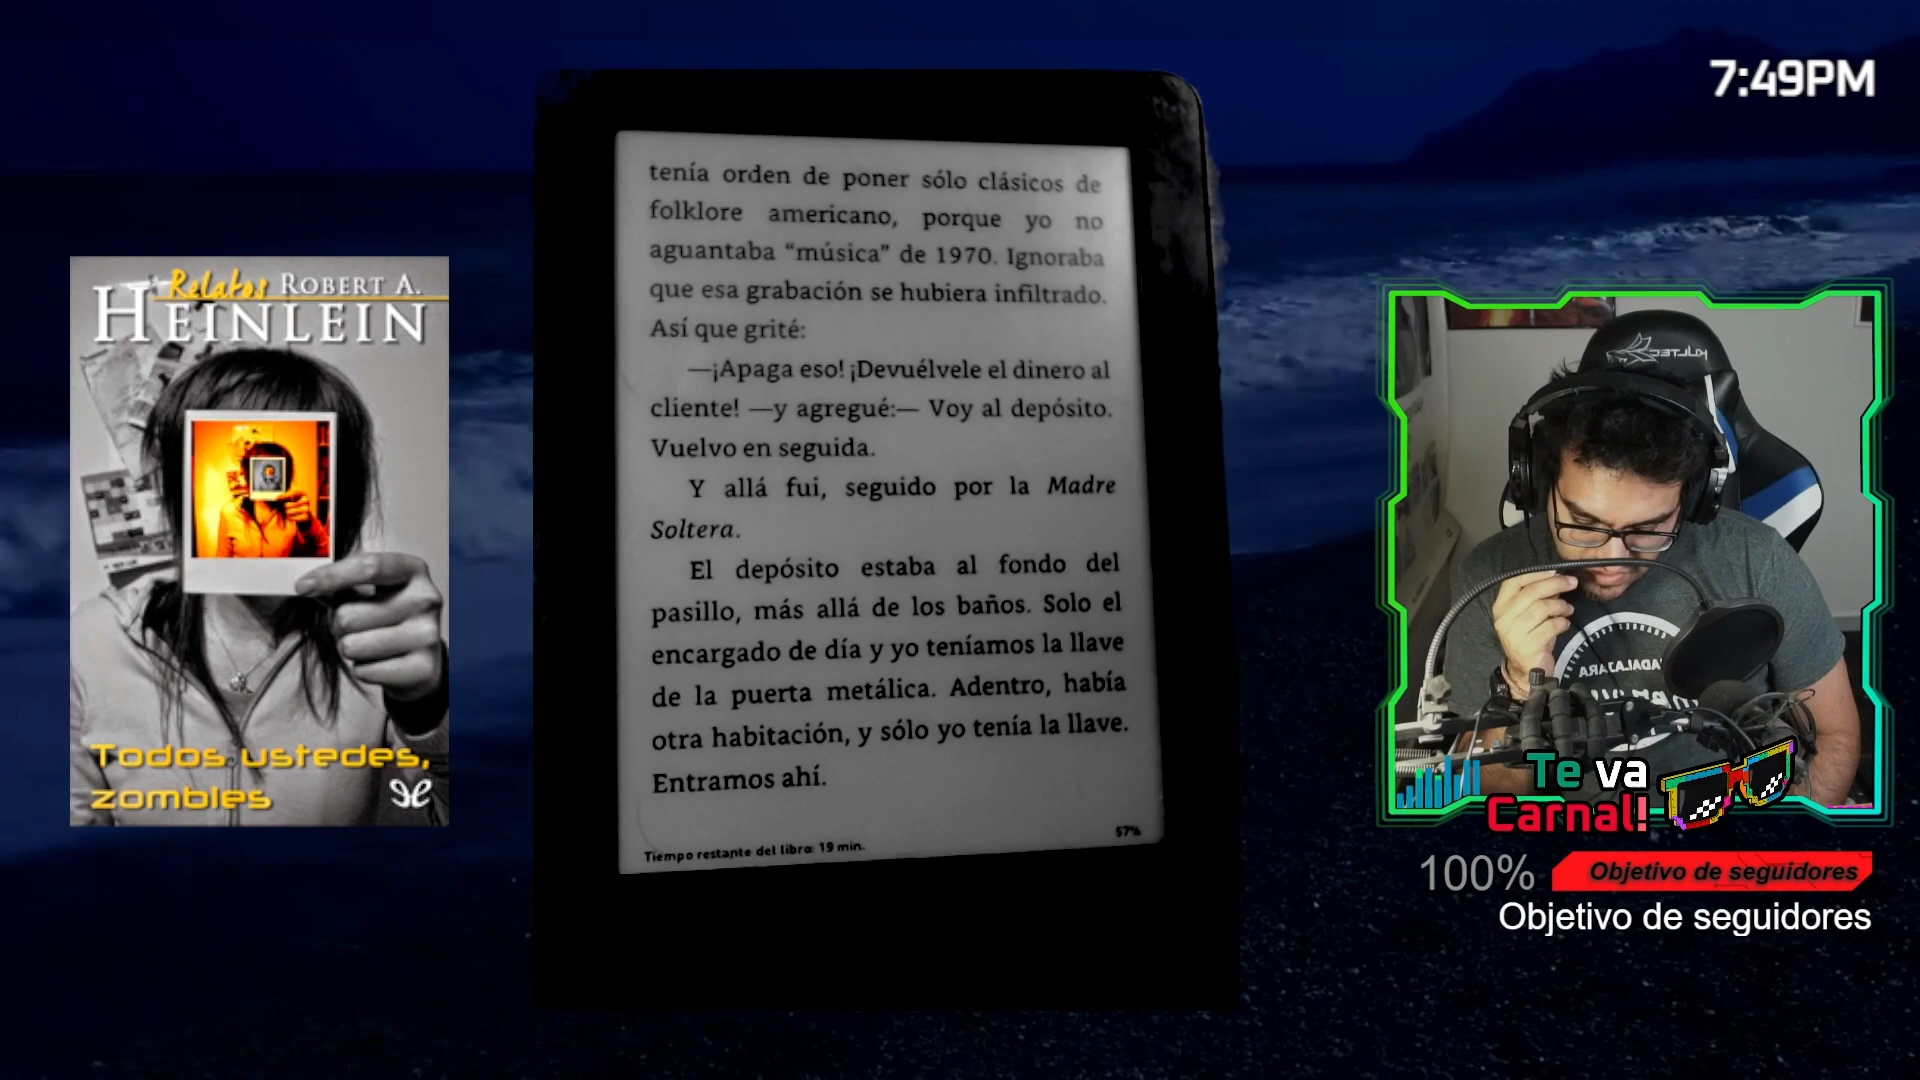 7:49PM
Relatos ROBERT A.
HEINLEIN
Todos ustedes,
zombies
tenía orden de poner sólo clásicos de
folklore americano, porque yo no
aguantaba “música” de 1970. Ignoraba
que esa grabación se hubiera infiltrado.
Así que grité:
—¡Apaga eso! ¡Devuélvele el dinero al
cliente! —y agregué:— Voy al depósito.
Vuelvo en seguida.
Y allá fui, seguido por la Madre
Soltera.
El depósito estaba al fondo del
pasillo, más allá de los baños. Solo el
encargado de día y yo teníamos la llave
de la puerta metálica. Adentro, había
otra habitación, y sólo yo tenía la llave.
Entramos ahí.
Tiempo restante del libro: 19 min.
57%
Te va
Carnal!
100%
Objetivo de seguidores
Objetivo de seguidores